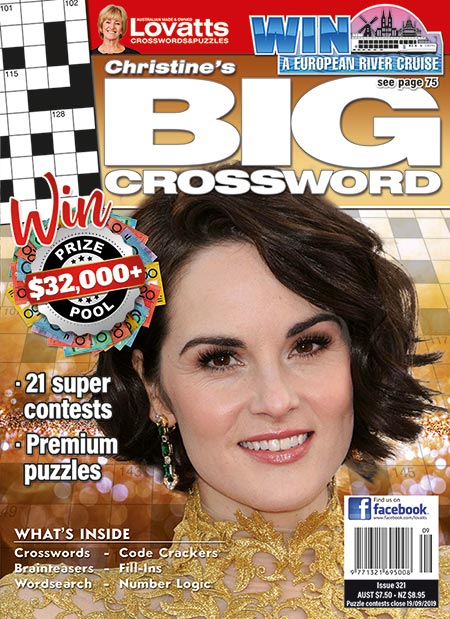 101
102
115
128
AUSTRALIAN MADE & OWNED
Lovatts
CROSSWORDS & PUZZLES
WIN
A EUROPEAN RIVER CRUISE
see page 75
Christine's
BIG
CROSSWORD
Win
PRIZE
$32,000+
POOL
· 21 super
contests
· Premium
puzzles
WHAT'S INSIDE
Crosswords – Code Crackers
Brainteasers – Fill-Ins
Wordsearch – Number Logic
143
Find us on
facebook
www.facebook.com/lovatts
09
9 771321 695008
Issue 321
AUST $7.50 • NZ $8.95
Puzzle contests close 19/09/2019